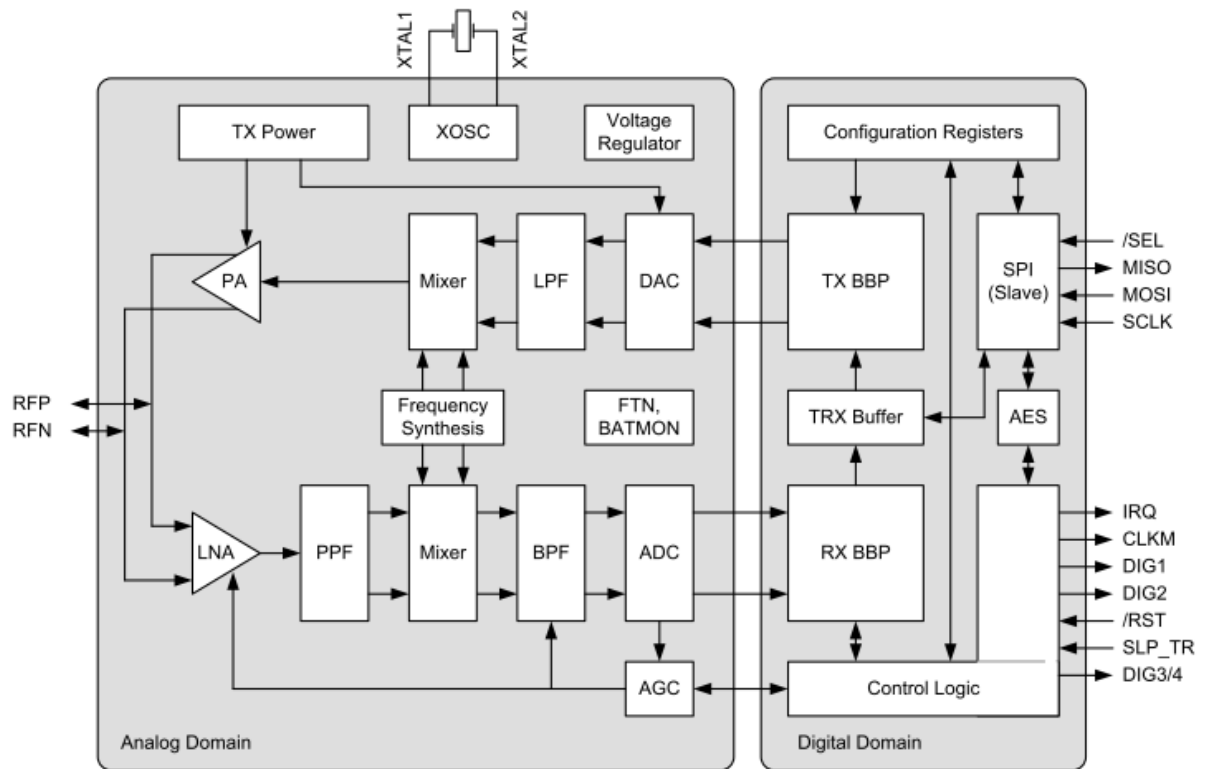 XTAL1
XTAL2
TX Power
XOSC
Voltage
Regulator
Configuration Registers
PA
Mixer
LPF
DAC
TX BBP
SPI
(Slave)
/SEL
MISO
MOSI
SCLK
RFP
RFN
Frequency
Synthesis
FTN,
BATMON
TRX Buffer
AES
LNA
PPF
Mixer
BPF
ADC
RX BBP
IRQ
CLKM
DIG1
DIG2
/RST
SLP_TR
DIG3/4
AGC
Control Logic
Analog Domain
Digital Domain